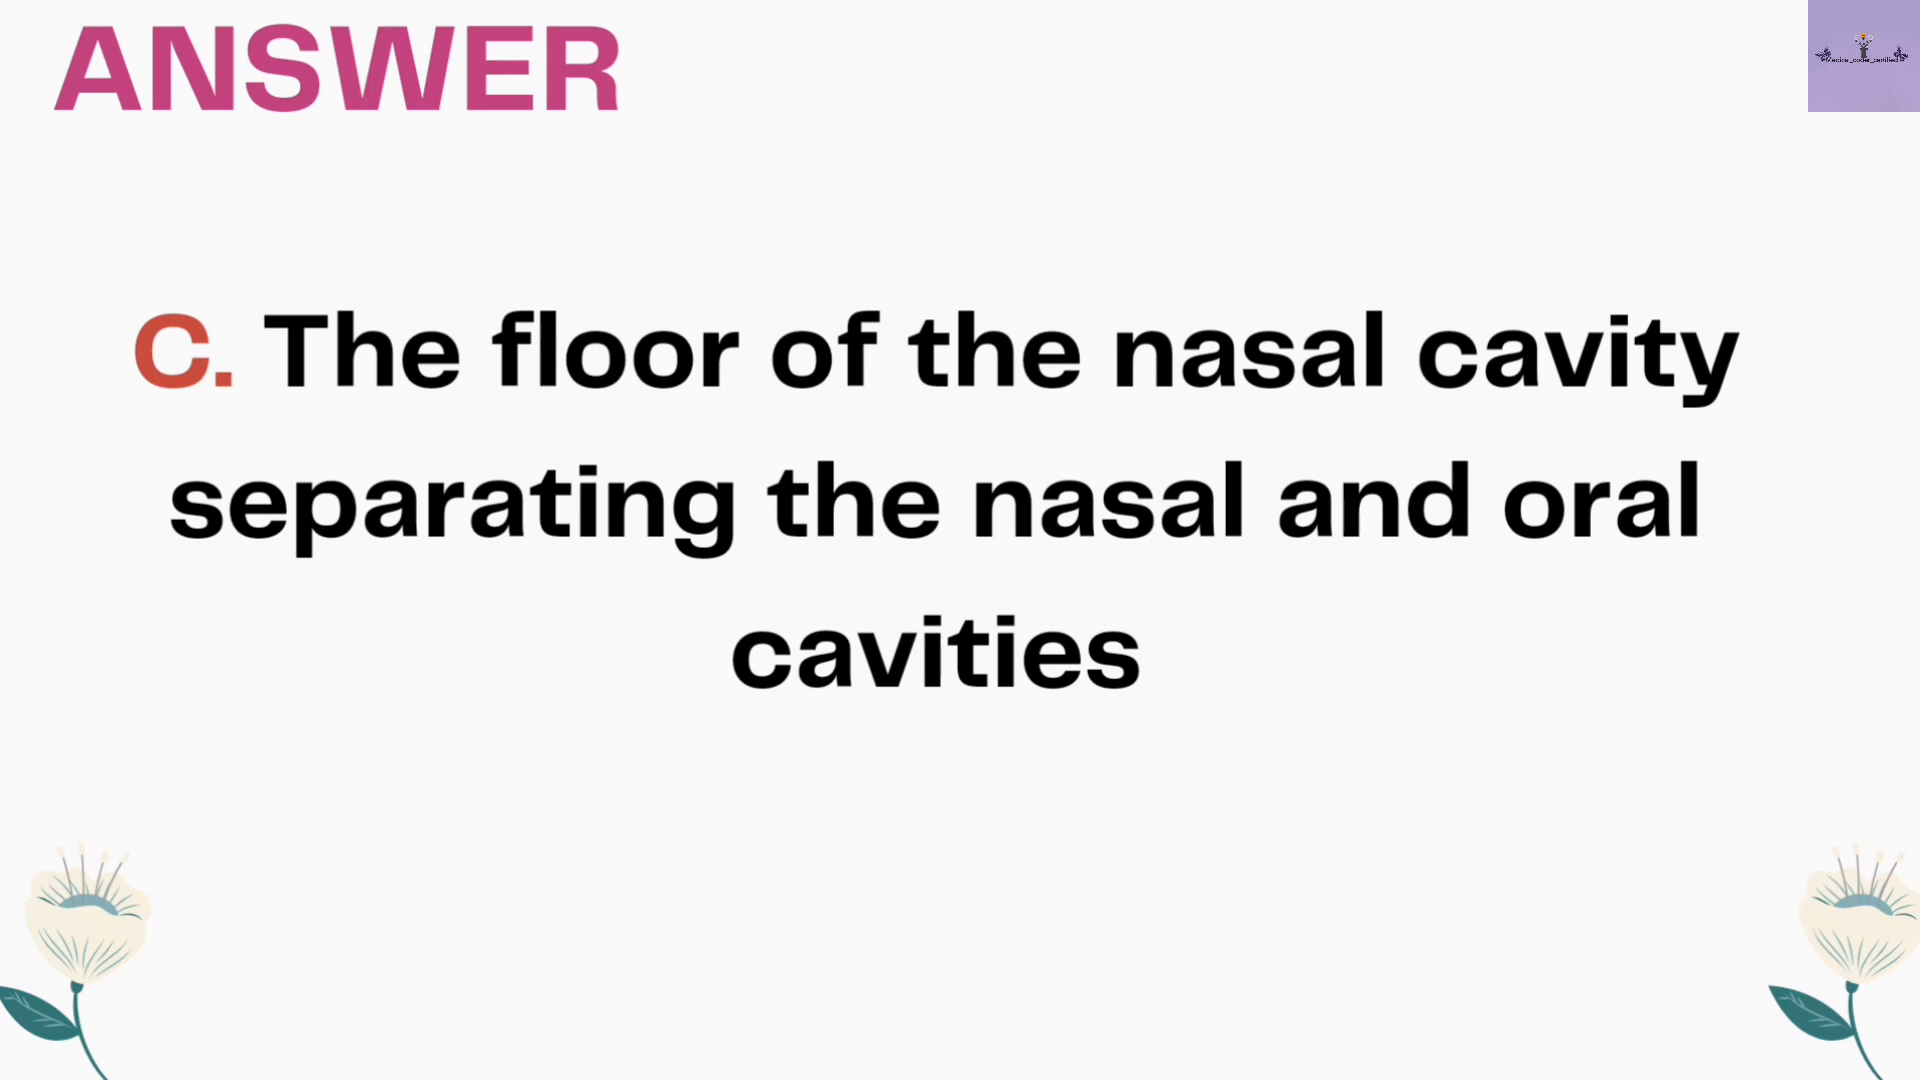 ANSWER
C. The floor of the nasal cavity
separating the nasal and oral
cavities